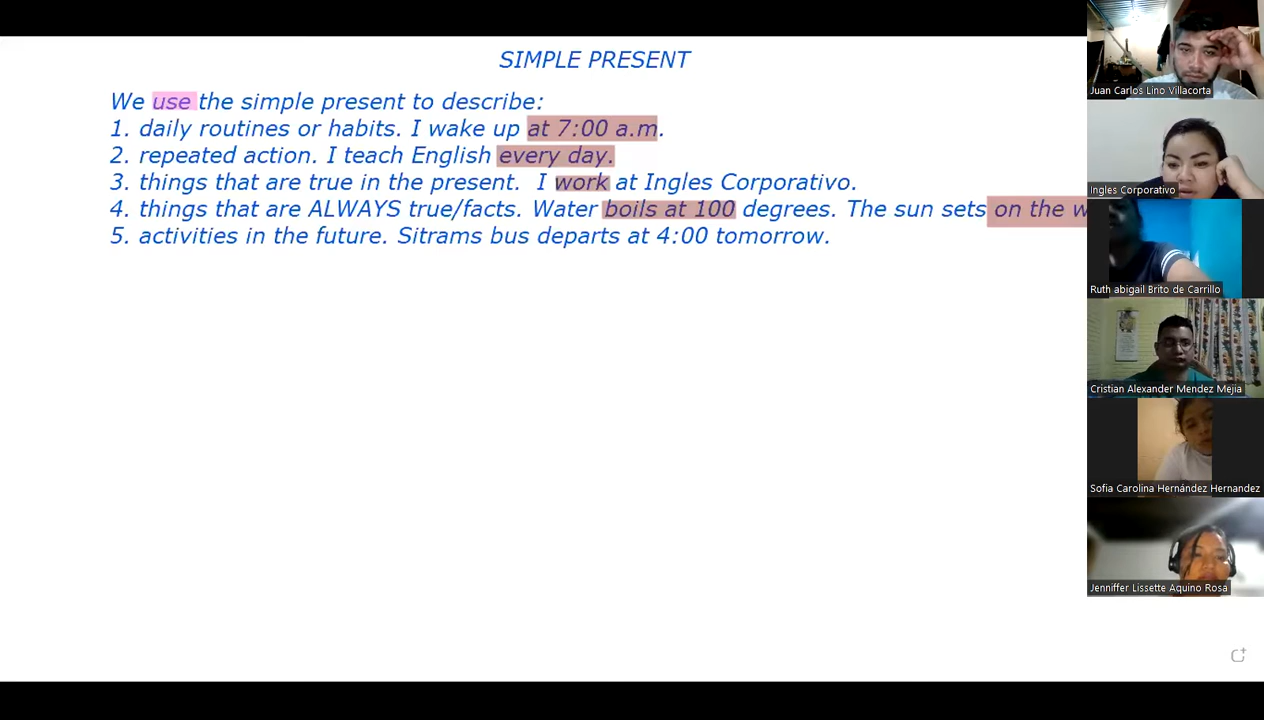 SIMPLE PRESENT
We use the simple present to describe:
1. daily routines or habits. I wake up at 7:00 a.m.
2. repeated action. I teach English every day.
3. things that are true in the present. I work at Ingles Corporativo.
4. things that are ALWAYS true/facts. Water boils at 100 degrees. The sun sets on the
5. activities in the future. Sitrams bus departs at 4:00 tomorrow.
Juan Carlos Lino Villacorta
Ingles Corporativo
Ruth abigail Brito de Carrillo
Cristian Alexander Mendez Mejia
Sofia Carolina Hernández Hernandez
Jenniffer Lissette Aquino Rosa